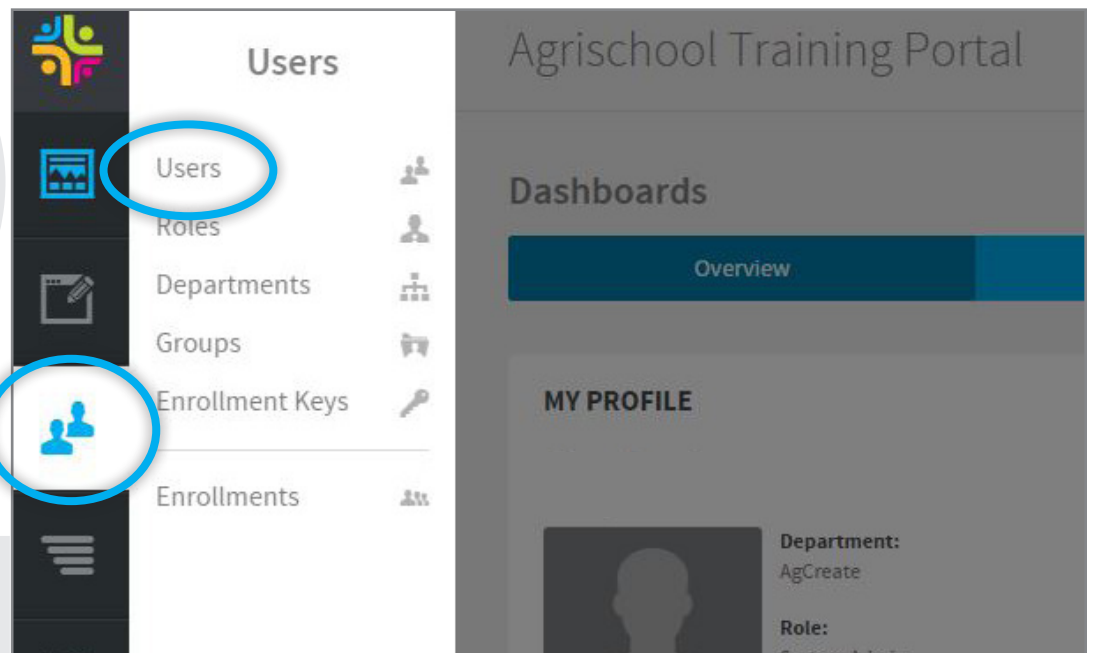 Users
Agrischool Training Portal
Users
Roles
Departments
Groups
Enrollment Keys
Enrollments
Dashboards
Overview
MY PROFILE
Department:
AgCreate
Role: